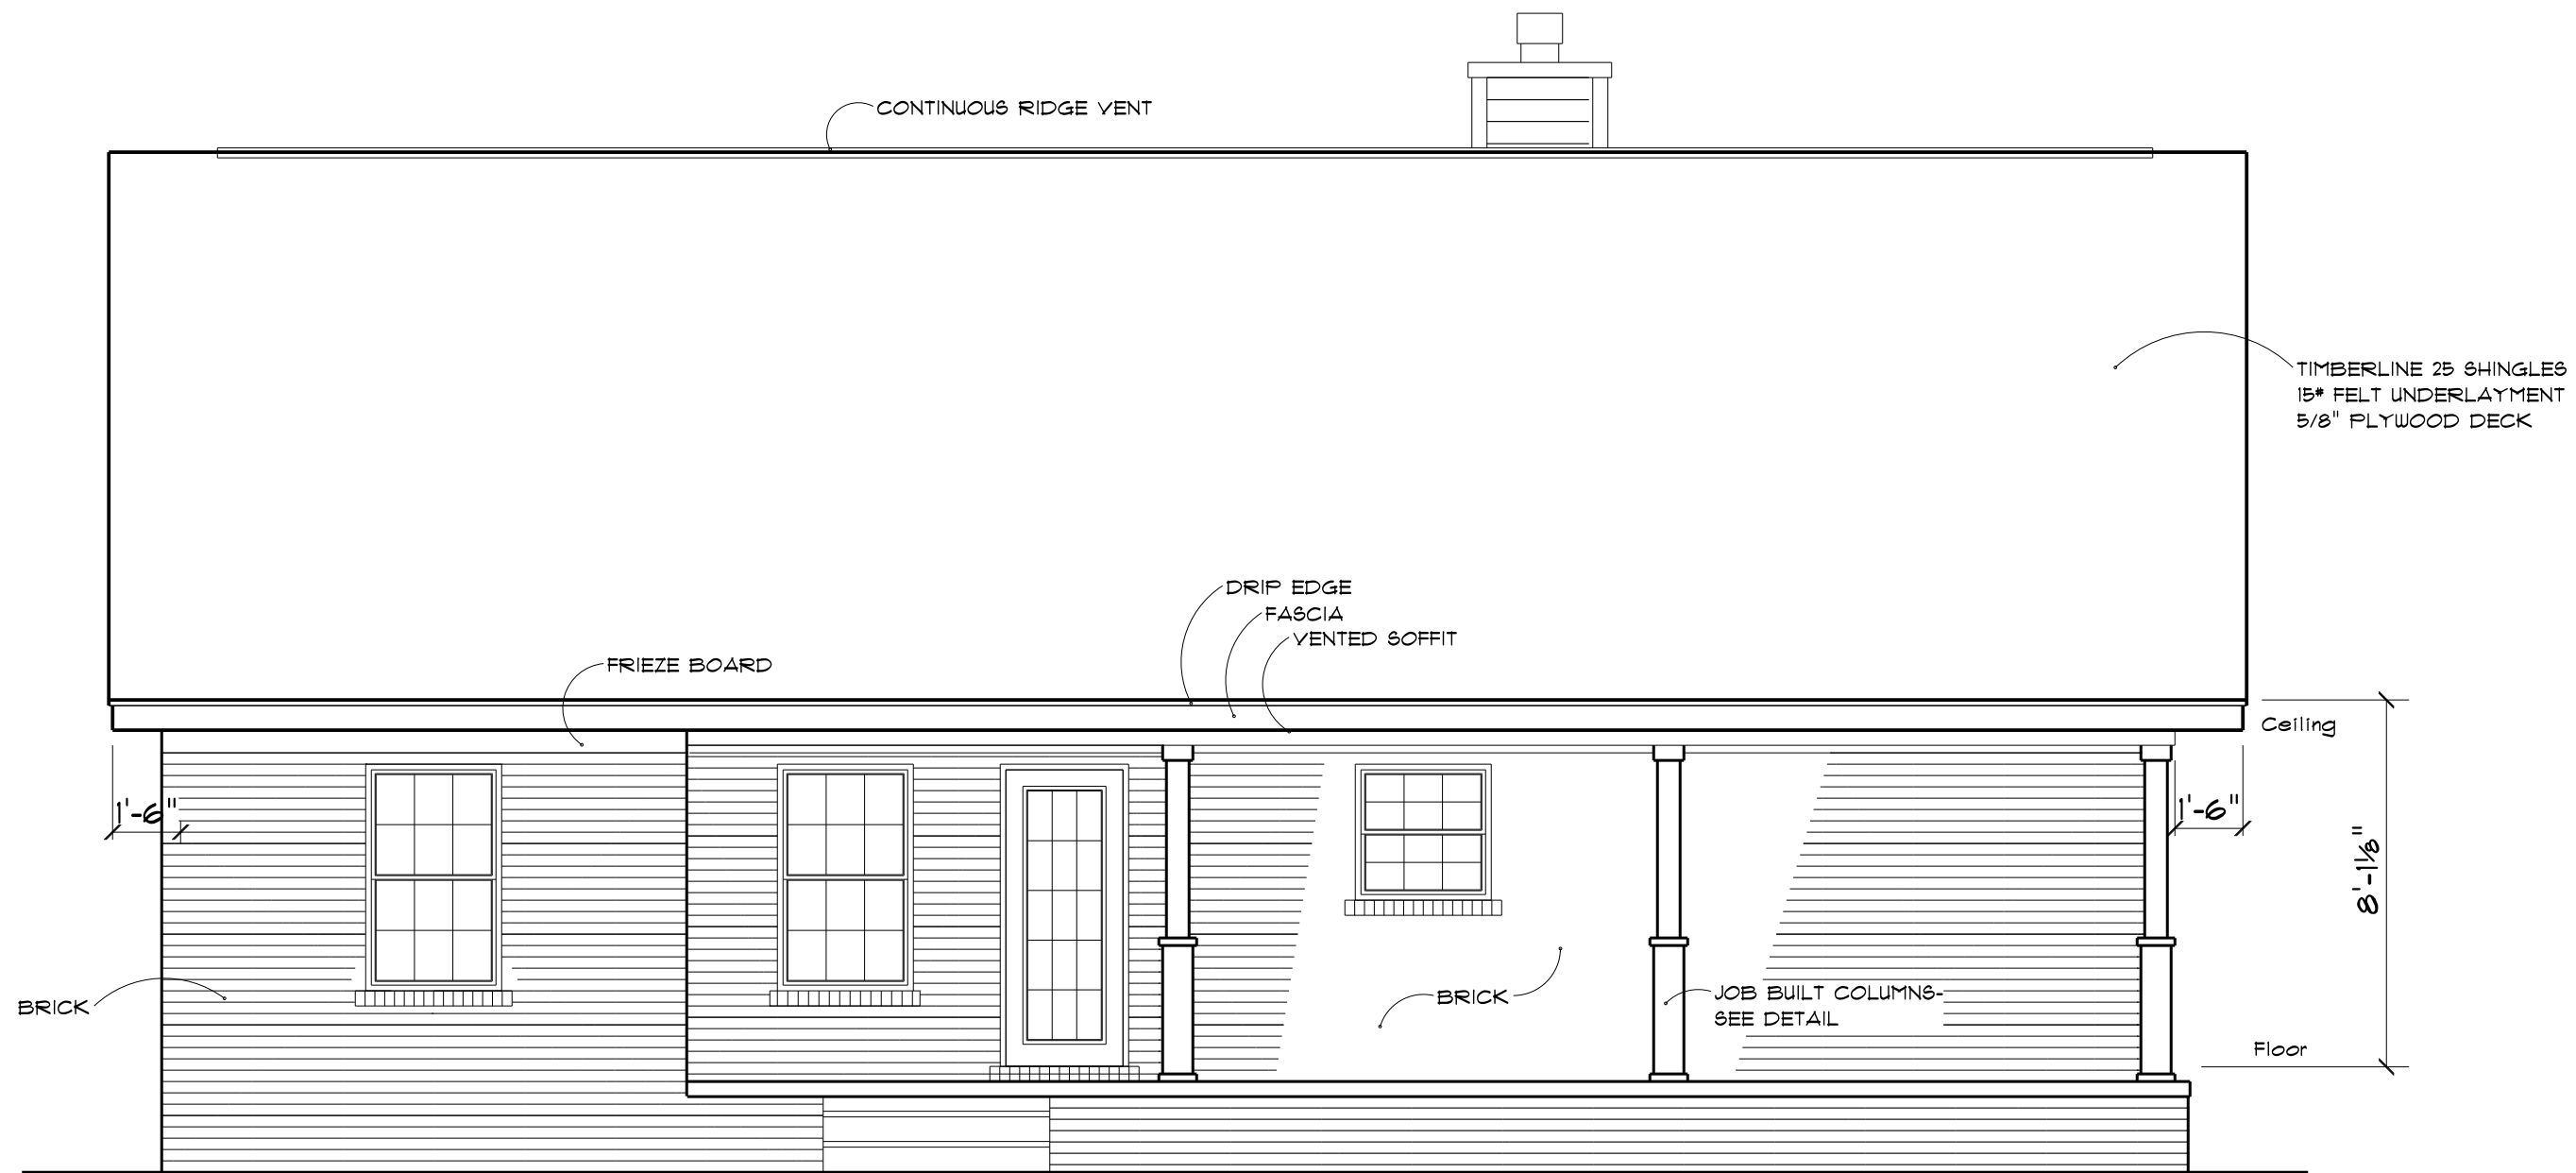 CONTINUOUS RIDGE VENT
TIMBERLINE 25 SHINGLES
15# FELT UNDERLAYMENT
5/8" PLYWOOD DECK
DRIP EDGE
FASCIA
VENTED SOFFIT
FRIEZE BOARD
Ceiling
1'-6"
1'-6"
8'-1⅛"
BRICK
BRICK
JOB BUILT COLUMNS-
SEE DETAIL
Floor